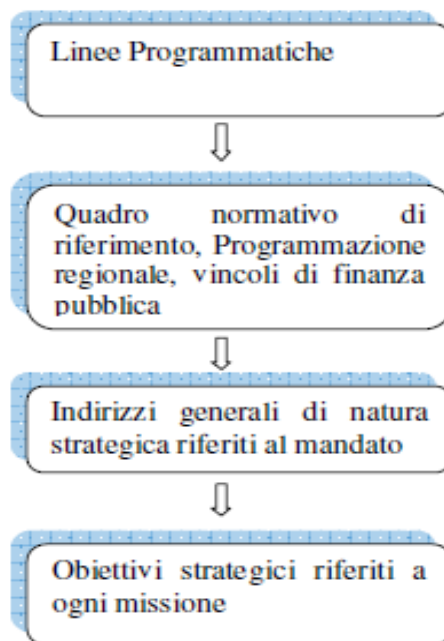 Linee Programmatiche
Quadro normativo di
riferimento, Programmazione
regionale, vincoli di finanza
pubblica
Indirizzi generali di natura
strategica riferiti al mandato
Obiettivi strategici riferiti a
ogni missione